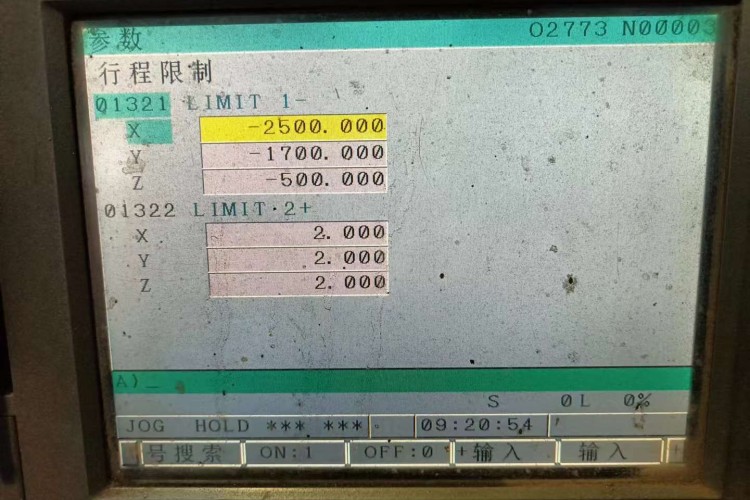 参数 O2773 N00003
行程限制
01321 LIMIT 1-
X -2500.000
Y -1700.000
Z -500.000
01322 LIMIT 2+
X 2.000
Y 2.000
Z 2.000
A)_
S 0L 0%
JOG HOLD *** *** 09:20:54
号搜索 ON:1 OFF:0 +输入 输入 +